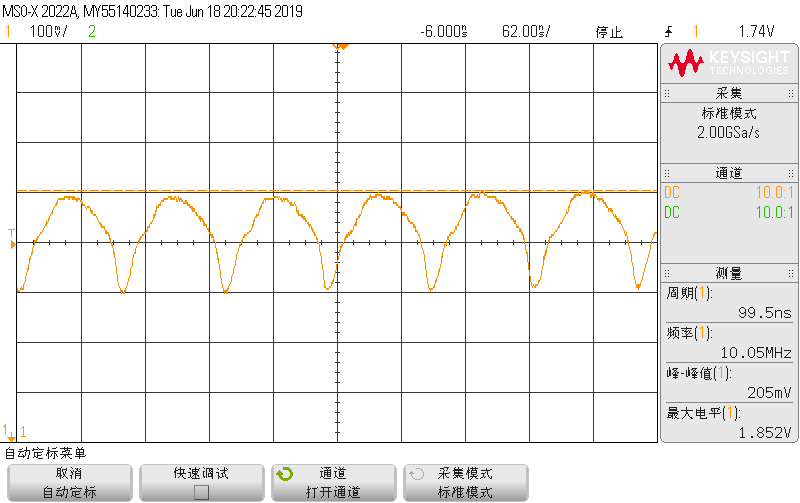 MSO-X 2022A, MY55140233: Tue Jun 18 20:22:45 2019
1 100%/ 2 -6.000% 62.00%/ 停止 1 1.74V
KEYSIGHT
TECHNOLOGIES
采集
标准模式
2.00GSa/s
通道
DC 10.0:1
DC 10.0:1
T
测量
周期(1):
99.5ns
频率(1):
10.05MHz
峰-峰值(1):
205mV
最大电平(1):
1.852V
1 1
自动定标菜单
取消
自动定标
快速调试
通道
打开通道
采集模式
标准模式